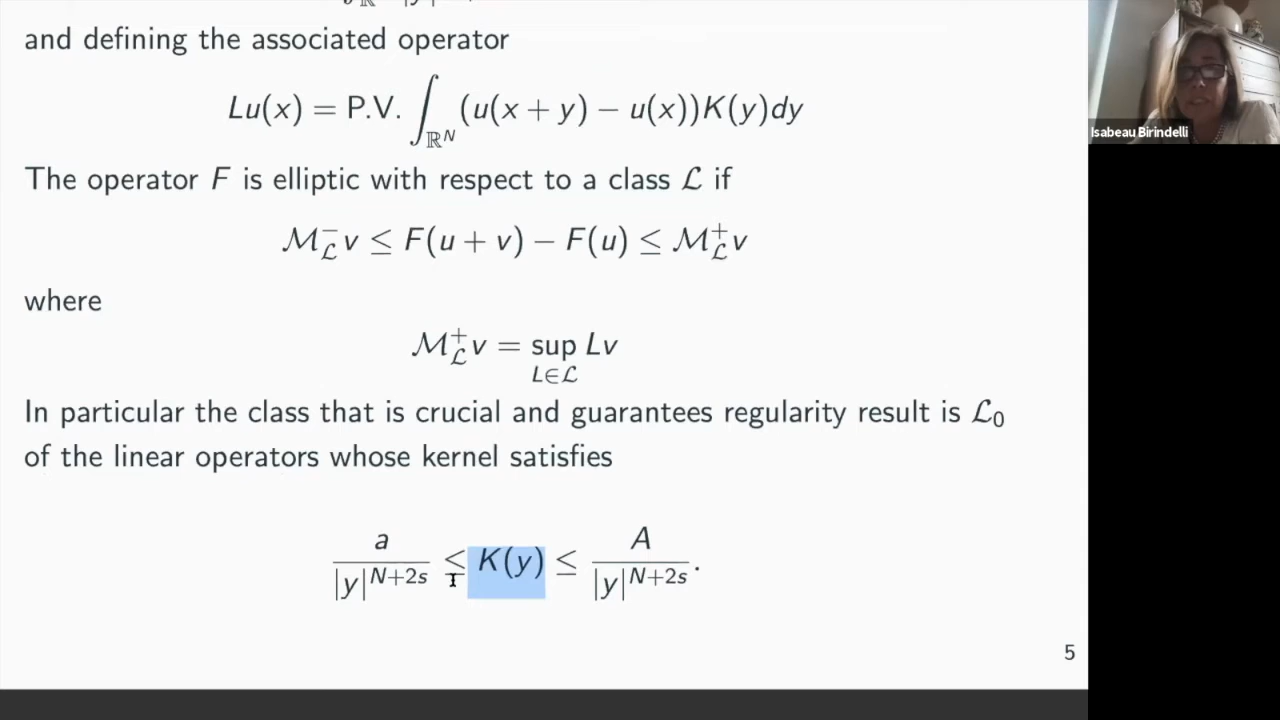 and defining the associated operator
Lu(x) = P.V. ∫_{ℝ^N} (u(x + y) − u(x))K(y)dy
The operator F is elliptic with respect to a class ℒ if
ℳ_ℒ^− v ≤ F(u + v) − F(u) ≤ ℳ_ℒ^+ v
where
ℳ_ℒ^+ v = sup_{L∈ℒ} Lv
In particular the class that is crucial and guarantees regularity result is ℒ_0
of the linear operators whose kernel satisfies
a/|y|^{N+2s} ≤ K(y) ≤ A/|y|^{N+2s}.
5
Isabeau Birindelli